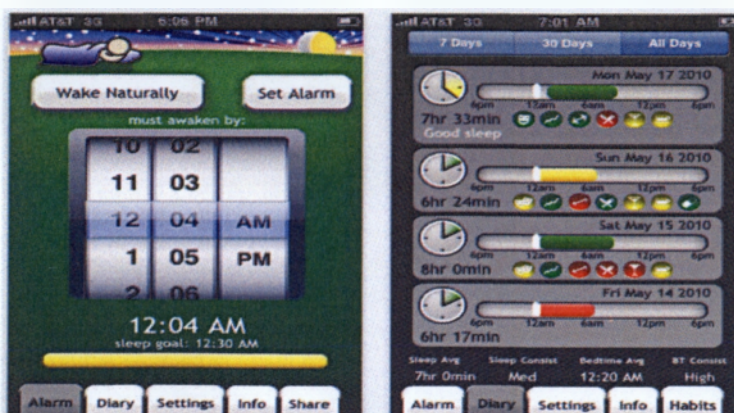 AT&T 3G 6:06 PM
Wake Naturally Set Alarm
must awaken by:
10 02
11 03
12 04 AM
1 05 PM
2 06
12:04 AM
sleep goal: 12:30 AM
Alarm Diary Settings Info Share
AT&T 3G 7:01 AM
7 Days 30 Days All Days
Mon May 17 2010
6pm 12am 6am 12pm 6pm
7hr 33min
Good sleep
Sun May 16 2010
6pm 12am 6am 12pm 6pm
6hr 24min
Sat May 15 2010
6pm 12am 6am 12pm 6pm
8hr 0min
Fri May 14 2010
6pm 12am 6am 12pm 6pm
6hr 17min
Sleep Avg Sleep Consist Bedtime Avg BT Consist
7hr 0min Med 12:20 AM High
Alarm Diary Settings Info Habits